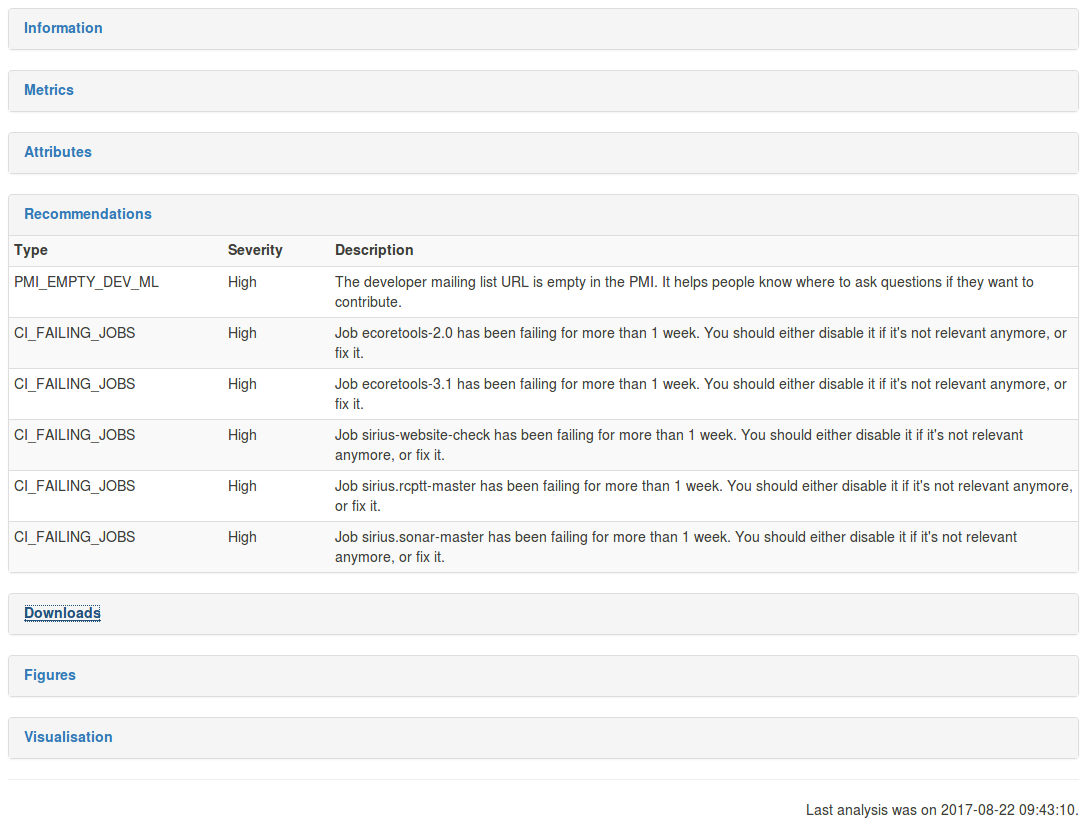 Information
Metrics
Attributes
Recommendations
Type Severity Description
PMI_EMPTY_DEV_ML High The developer mailing list URL is empty in the PMI. It helps people know where to ask questions if they want to
contribute.
CI_FAILING_JOBS High Job ecoretools-2.0 has been failing for more than 1 week. You should either disable it if it's not relevant anymore, or
fix it.
CI_FAILING_JOBS High Job ecoretools-3.1 has been failing for more than 1 week. You should either disable it if it's not relevant anymore, or
fix it.
CI_FAILING_JOBS High Job sirius-website-check has been failing for more than 1 week. You should either disable it if it's not relevant
anymore, or fix it.
CI_FAILING_JOBS High Job sirius.rcptt-master has been failing for more than 1 week. You should either disable it if it's not relevant anymore,
or fix it.
CI_FAILING_JOBS High Job sirius.sonar-master has been failing for more than 1 week. You should either disable it if it's not relevant
anymore, or fix it.
Downloads
Figures
Visualisation
Last analysis was on 2017-08-22 09:43:10.